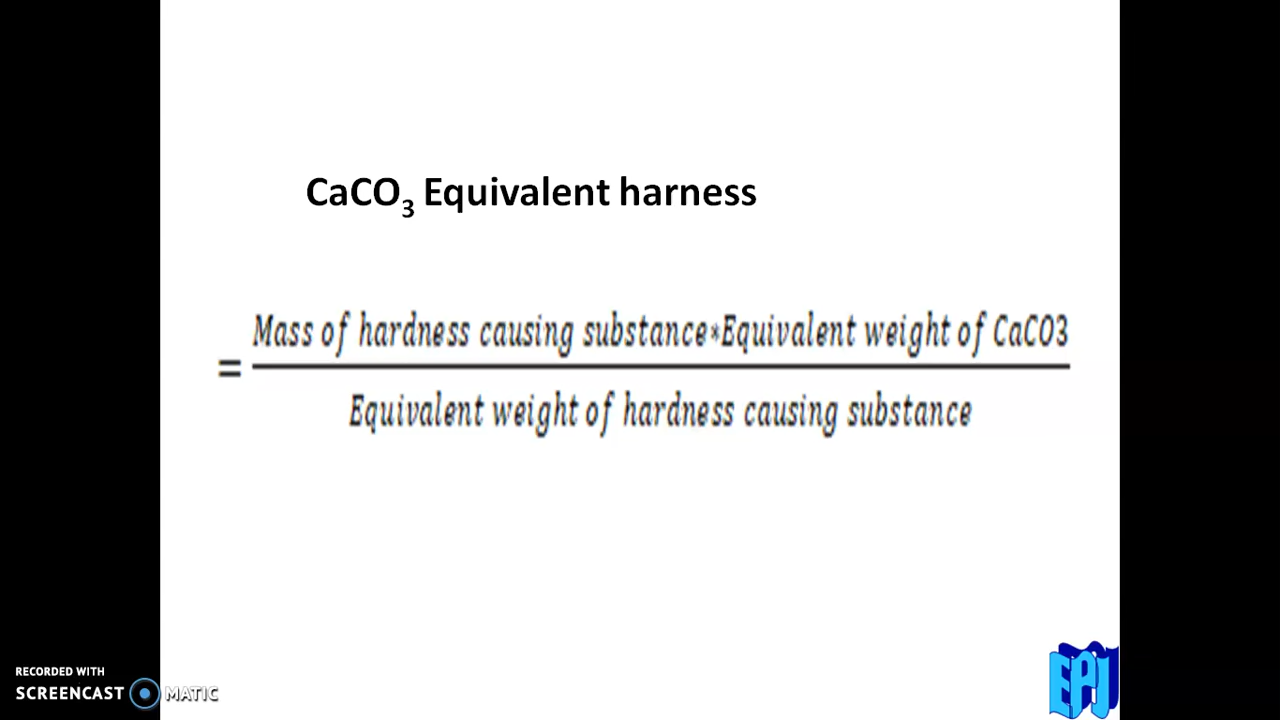 CaCO3 Equivalent harness
= Mass of hardness causing substance*Equivalent weight of CaCO3
Equivalent weight of hardness causing substance
RECORDED WITH
SCREENCAST MATIC
EPJ